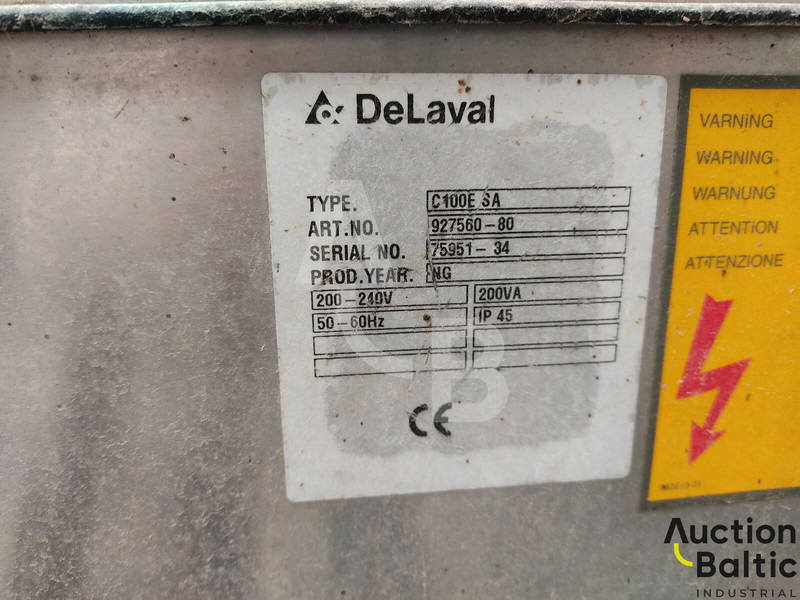 DeLaval
TYPE. C100E SA
ART.NO. 927560-80
SERIAL NO. 75951-34
PROD.YEAR. NG
200-240V 200VA
50-60Hz IP 45
CE
VARNING
WARNING
WARNUNG
ATTENTION
ATTENZIONE
AB
Auction
Baltic
INDUSTRIAL